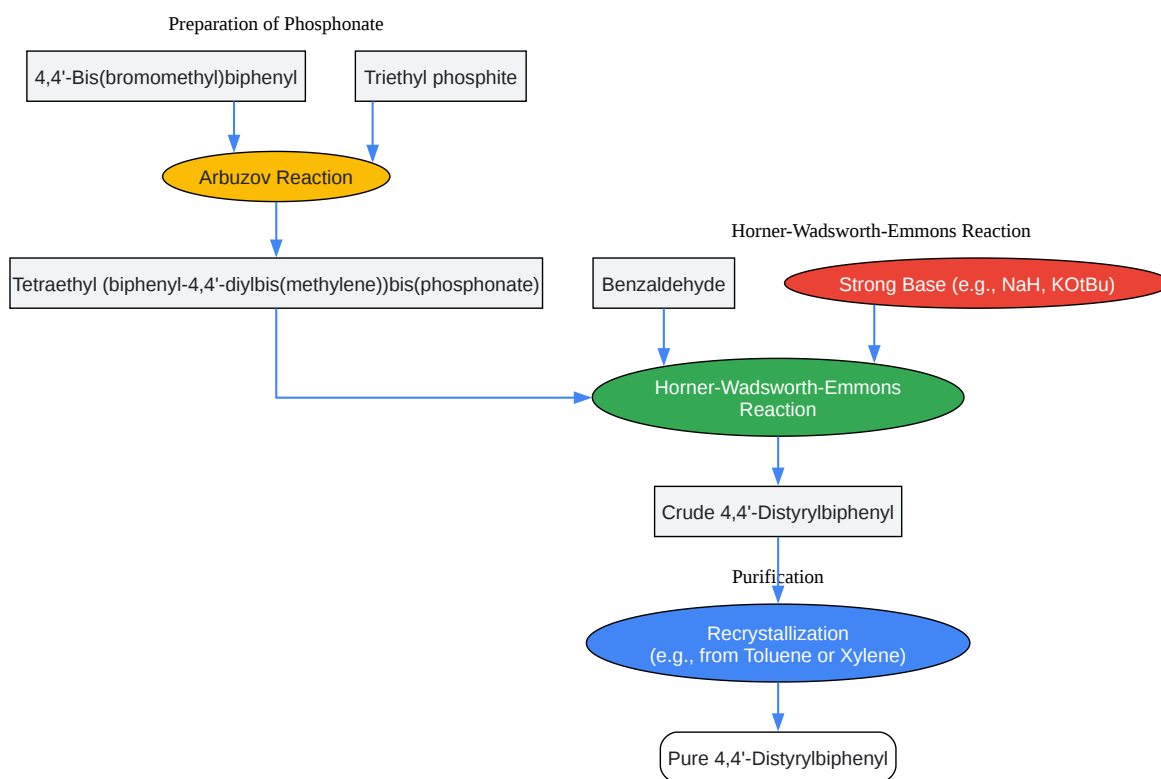 Preparation of Phosphonate
4,4'-Bis(bromomethyl)biphenyl
Triethyl phosphite
Arbuzov Reaction
Tetraethyl (biphenyl-4,4'-diylbis(methylene))bis(phosphonate)
Horner-Wadsworth-Emmons Reaction
Benzaldehyde
Strong Base (e.g., NaH, KOtBu)
Horner-Wadsworth-Emmons
Reaction
Crude 4,4'-Distyrylbiphenyl
Purification
Recrystallization
(e.g., from Toluene or Xylene)
Pure 4,4'-Distyrylbiphenyl